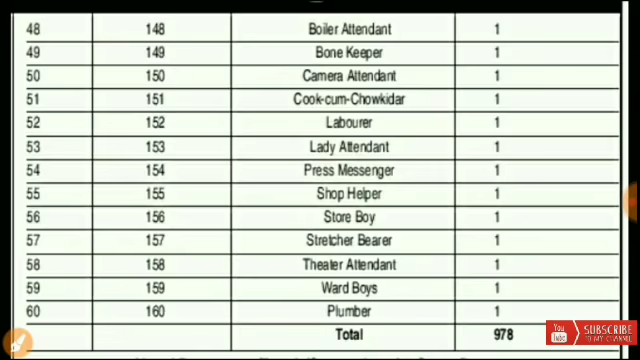 48 148 Boiler Attendant 1
49 149 Bone Keeper 1
50 150 Camera Attendant 1
51 151 Cook-cum-Chowkidar 1
52 152 Labourer 1
53 153 Lady Attendant 1
54 154 Press Messenger 1
55 155 Shop Helper 1
56 156 Store Boy 1
57 157 Stretcher Bearer 1
58 158 Theater Attendant 1
59 159 Ward Boys 1
60 160 Plumber 1
Total 978
You Tube SUBSCRIBE
TO MY CHANNEL